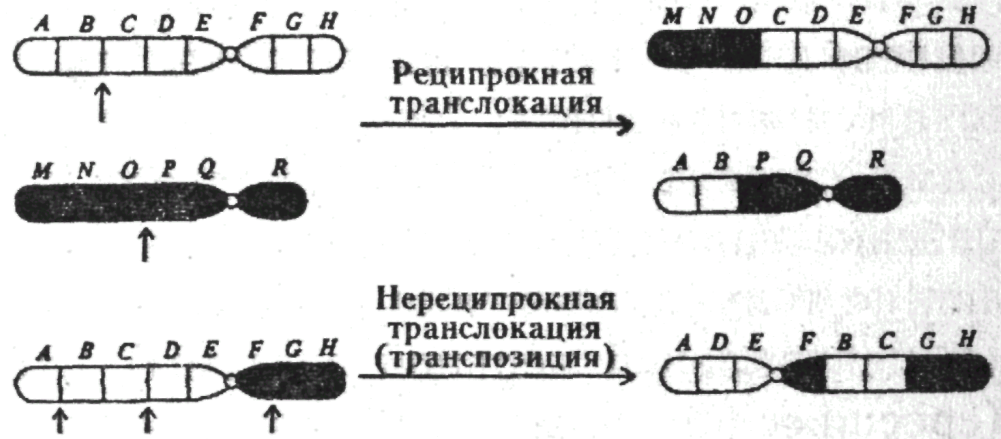 A B C D E F G H
M N O C D E F G H
Реципрокная
транслокация
M N O P Q R
A B P Q R
Нереципрокная
транслокация
(транспозиция)
A B C D E F G H
A D E F B C G H